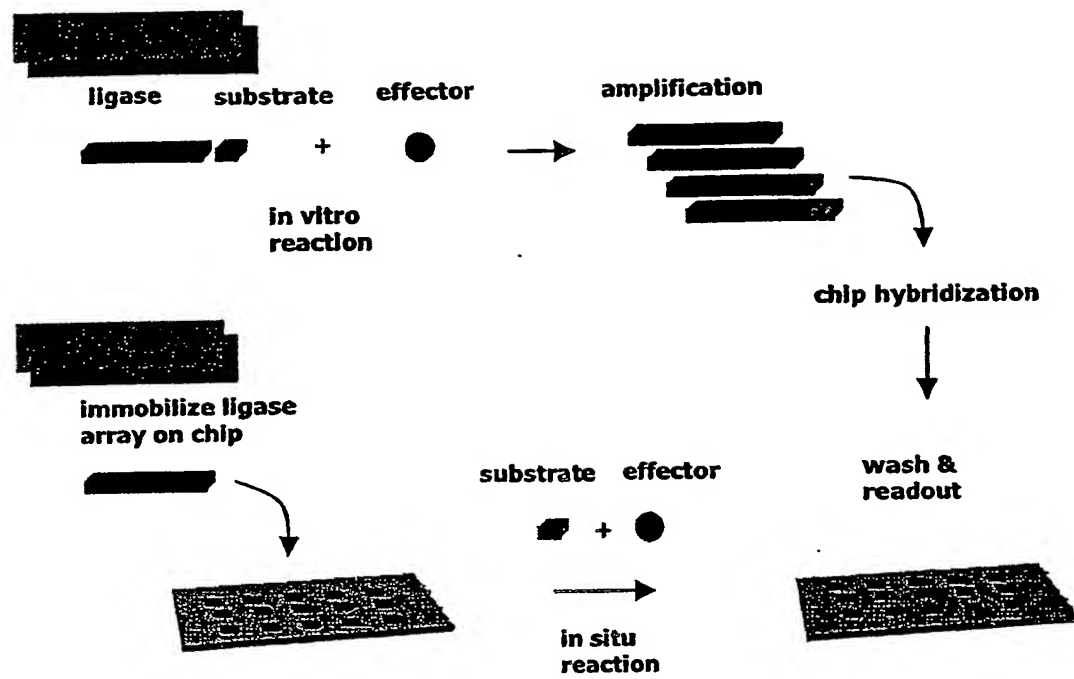 ligase substrate effector
+
in vitro
reaction
amplification
chip hybridization
immobilize ligase
array on chip
substrate effector
+
in situ
reaction
wash &
readout